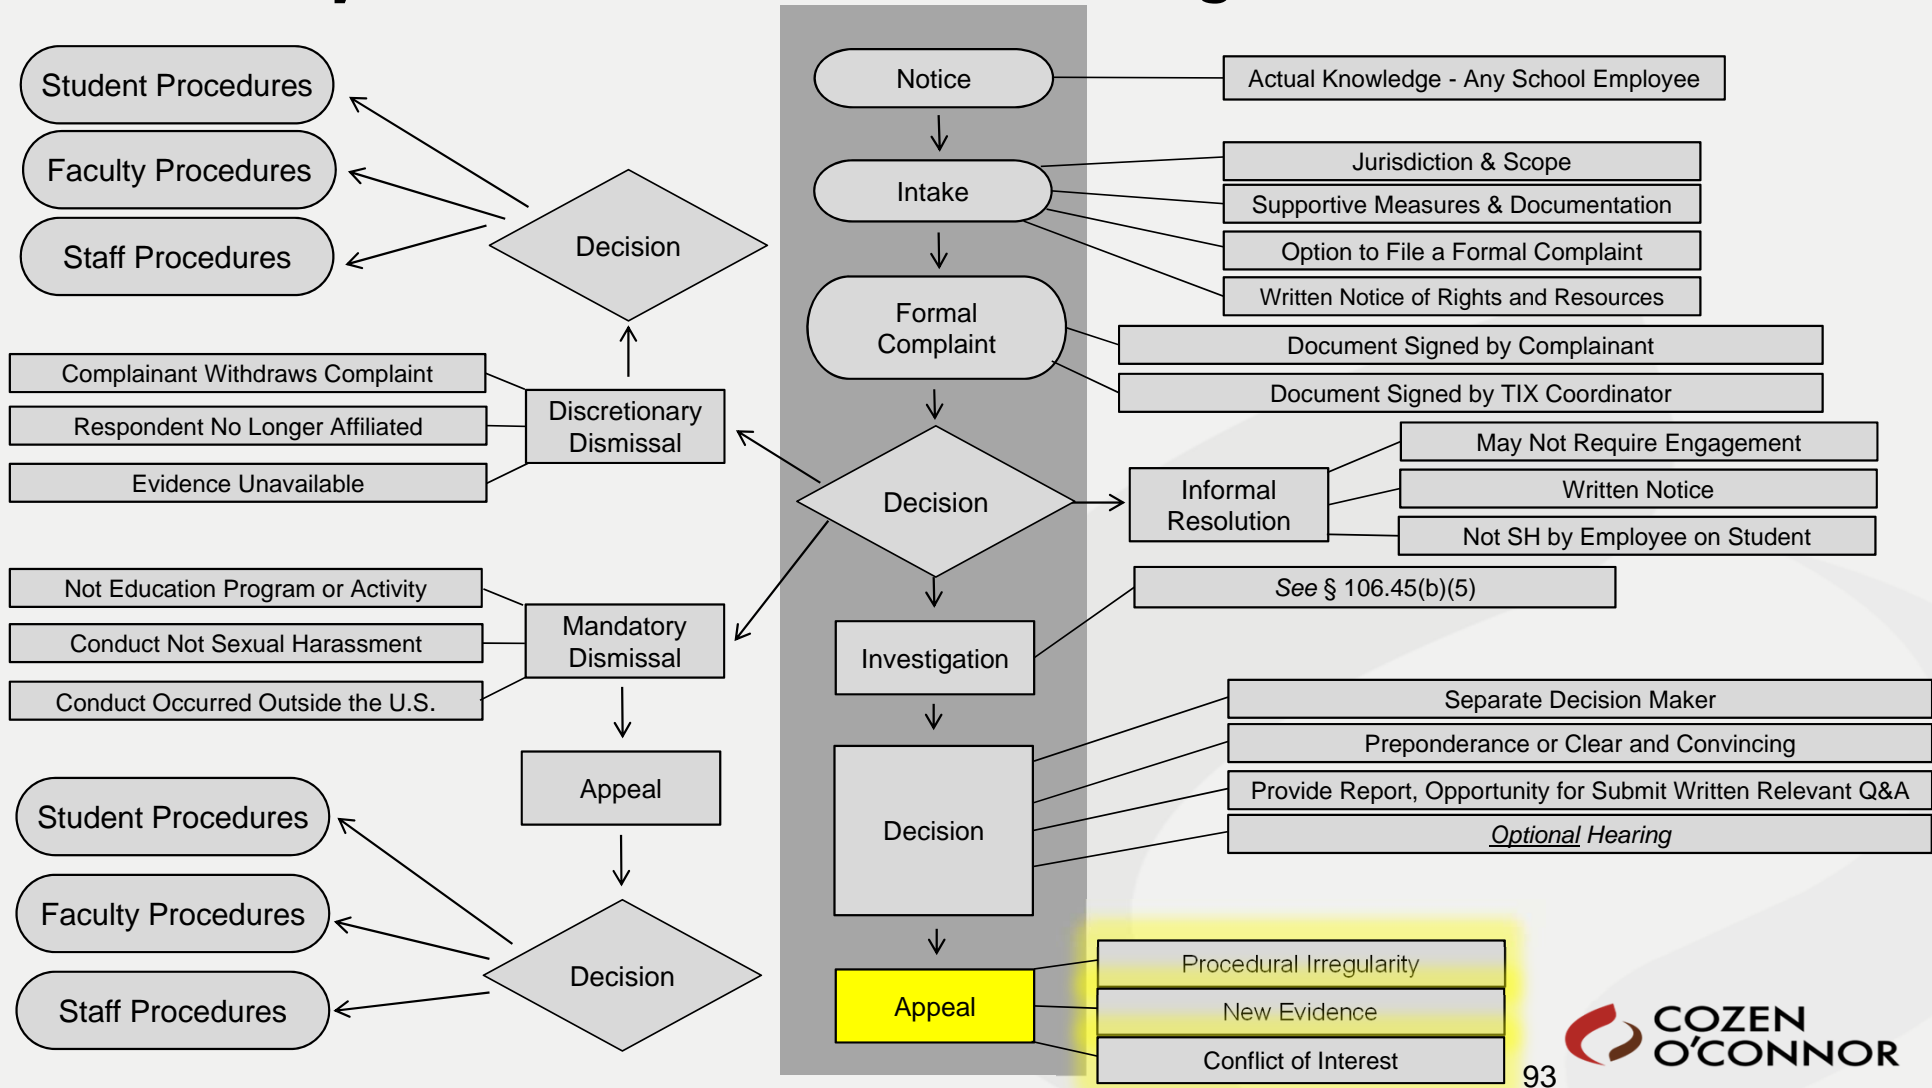 Student Procedures
Faculty Procedures
Staff Procedures
Decision
Complainant Withdraws Complaint
Respondent No Longer Affiliated
Evidence Unavailable
Discretionary
Dismissal
Not Education Program or Activity
Conduct Not Sexual Harassment
Conduct Occurred Outside the U.S.
Mandatory
Dismissal
Appeal
Student Procedures
Faculty Procedures
Staff Procedures
Decision
Notice
Actual Knowledge - Any School Employee
Intake
Jurisdiction & Scope
Supportive Measures & Documentation
Option to File a Formal Complaint
Written Notice of Rights and Resources
Formal
Complaint
Document Signed by Complainant
Document Signed by TIX Coordinator
Decision
Informal
Resolution
May Not Require Engagement
Written Notice
Not SH by Employee on Student
See § 106.45(b)(5)
Investigation
Decision
Separate Decision Maker
Preponderance or Clear and Convincing
Provide Report, Opportunity for Submit Written Relevant Q&A
Optional Hearing
Appeal
Procedural Irregularity
New Evidence
Conflict of Interest
93
COZEN
O'CONNOR